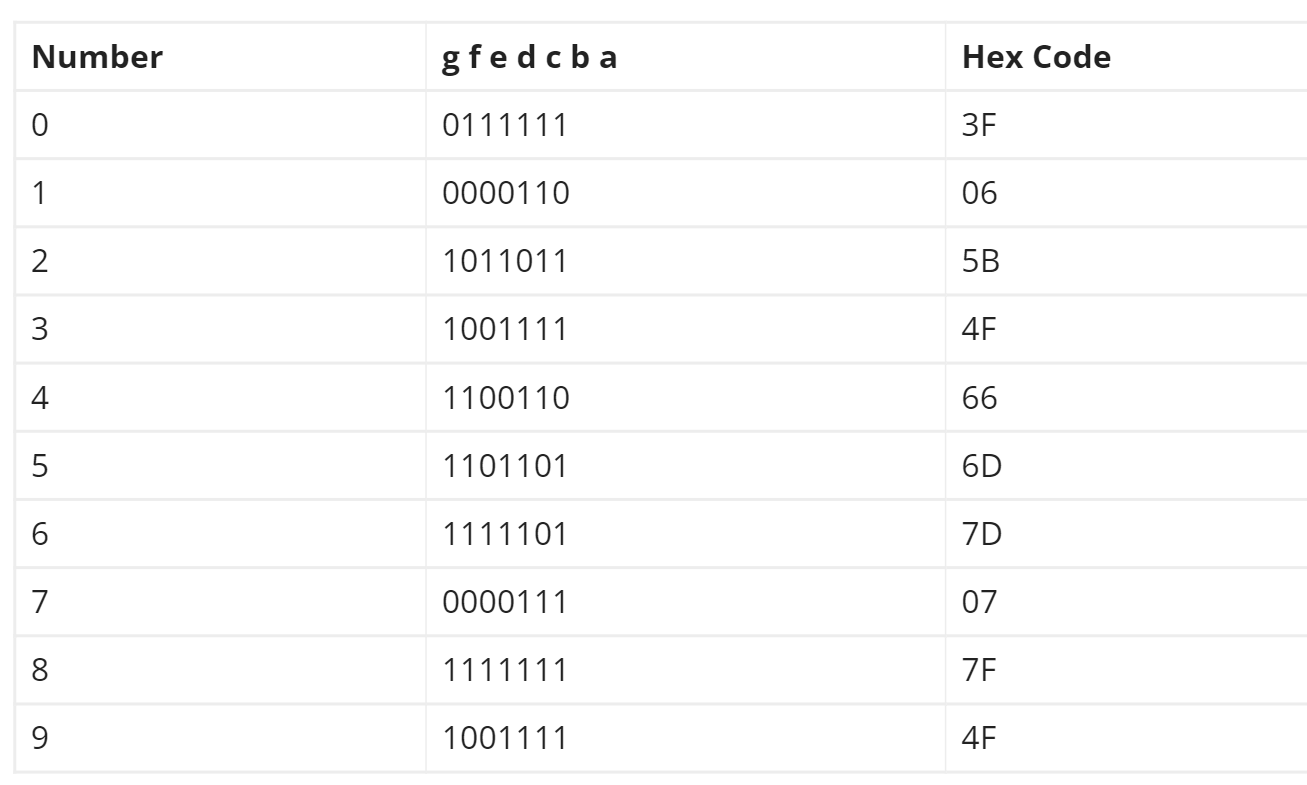 Number g f e d c b a Hex Code
0 0111111 3F
1 0000110 06
2 1011011 5B
3 1001111 4F
4 1100110 66
5 1101101 6D
6 1111101 7D
7 0000111 07
8 1111111 7F
9 1001111 4F